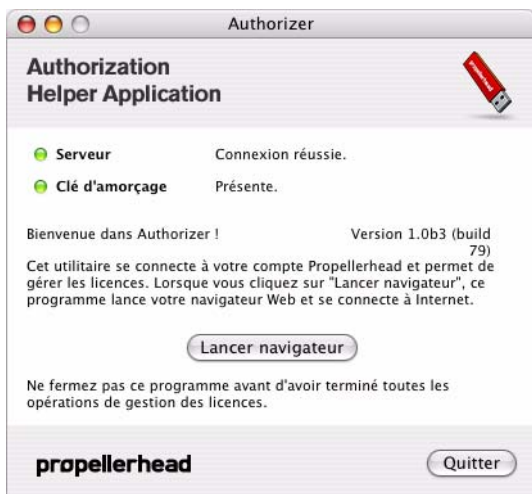 Authorizer
Authorization
Helper Application
propellerhead
Serveur Connexion réussie.
Clé d'amorçage Présente.
Bienvenue dans Authorizer ! Version 1.0b3 (build
79)
Cet utilitaire se connecte à votre compte Propellerhead et permet de
gérer les licences. Lorsque vous cliquez sur "Lancer navigateur", ce
programme lance votre navigateur Web et se connecte à Internet.
Lancer navigateur
Ne fermez pas ce programme avant d'avoir terminé toutes les
opérations de gestion des licences.
propellerhead
Quitter